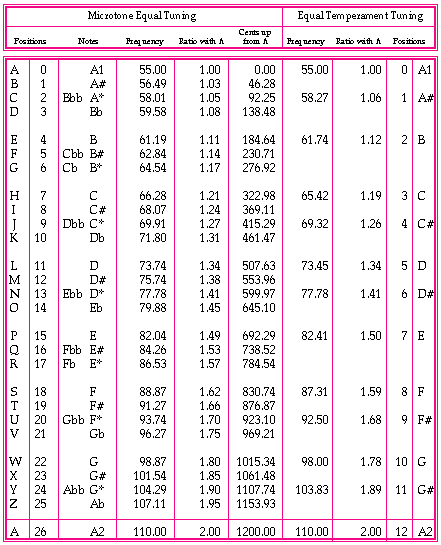 Microtone Equal Tuning Equal Temperament Tuning
Cents up
Positions Notes Frequency Ratio with A from A Frequency Ratio with A Positions
A 0 A1 55.00 1.00 0.00 55.00 1.00 0 A1
B 1 A# 56.49 1.03 46.28
C 2 Bbb A* 58.01 1.05 92.25 58.27 1.06 1 A#
D 3 Bb 59.58 1.08 138.48
E 4 B 61.19 1.11 184.64 61.74 1.12 2 B
F 5 Cbb B# 62.84 1.14 230.71
G 6 Cb B* 64.54 1.17 276.92
H 7 C 66.28 1.21 322.98 65.42 1.19 3 C
I 8 C# 68.07 1.24 369.11
J 9 Dbb C* 69.91 1.27 415.29 69.32 1.26 4 C#
K 10 Db 71.80 1.31 461.47
L 11 D 73.74 1.34 507.63 73.45 1.34 5 D
M 12 D# 75.74 1.38 553.96
N 13 Ebb D* 77.78 1.41 599.97 77.78 1.41 6 D#
O 14 Eb 79.88 1.45 645.10
P 15 E 82.04 1.49 692.29 82.41 1.50 7 E
Q 16 Fbb E# 84.26 1.53 738.52
R 17 Fb E* 86.53 1.57 784.54
S 18 F 88.87 1.62 830.74 87.31 1.59 8 F
T 19 F# 91.27 1.66 876.87
U 20 Gbb F* 93.74 1.70 923.10 92.50 1.68 9 F#
V 21 Gb 96.27 1.75 969.21
W 22 G 98.87 1.80 1015.34 98.00 1.78 10 G
X 23 G# 101.54 1.85 1061.48
Y 24 Abb G* 104.29 1.90 1107.74 103.83 1.89 11 G#
Z 25 Ab 107.11 1.95 1153.93
A 26 A2 110.00 2.00 1200.00 110.00 2.00 12 A2